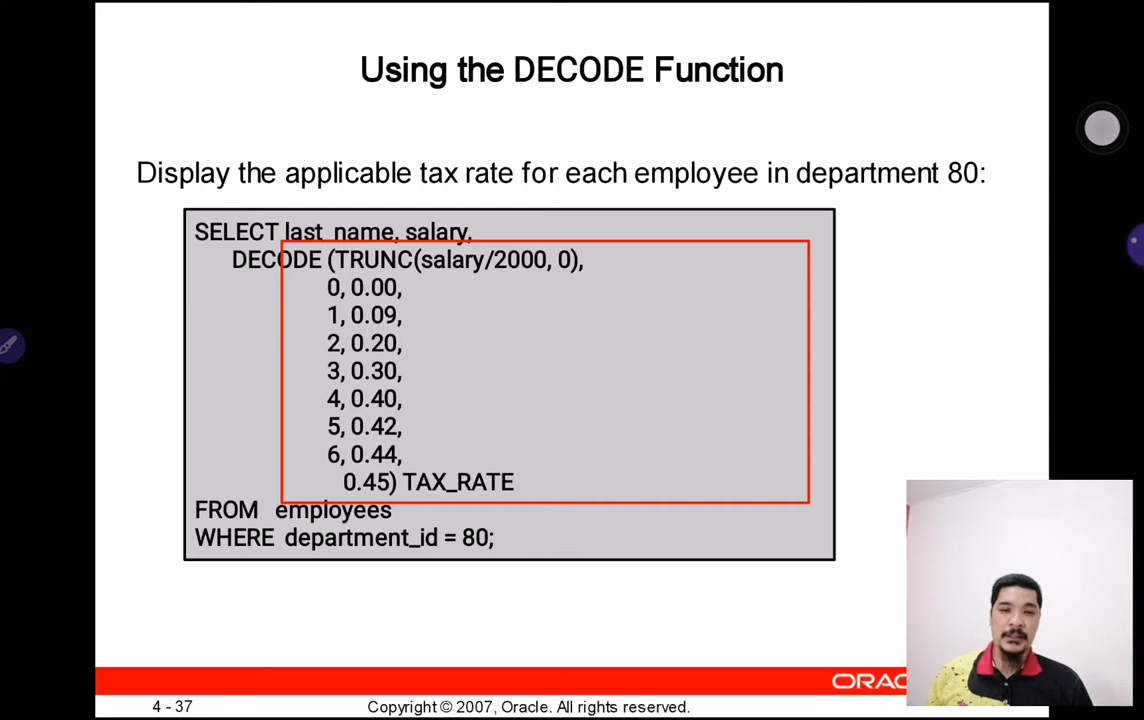 Using the DECODE Function
Display the applicable tax rate for each employee in department 80:
SELECT last_name, salary,
DECODE (TRUNC(salary/2000, 0),
0, 0.00,
1, 0.09,
2, 0.20,
3, 0.30,
4, 0.40,
5, 0.42,
6, 0.44,
0.45) TAX_RATE
FROM employees
WHERE department_id = 80;
ORAC
4 - 37
Copyright © 2007, Oracle. All rights reserved.